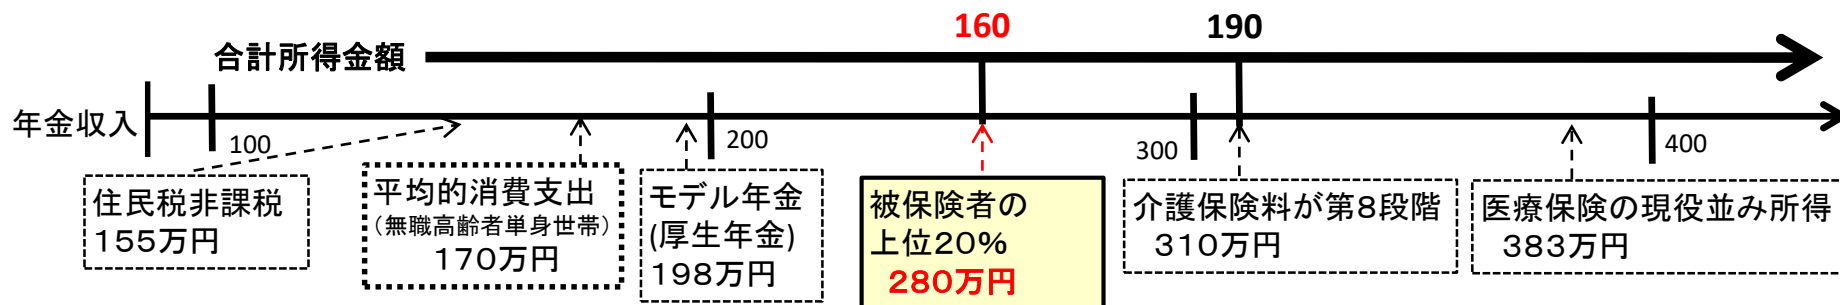 160
190
合計所得金額
年金収入
100
200
300
400
住民税非課税
155万円
平均的消費支出
（無職高齢者単身世帯）
170万円
モデル年金
(厚生年金)
198万円
被保険者の
上位20%
280万円
介護保険料が第8段階
310万円
医療保険の現役並み所得
383万円